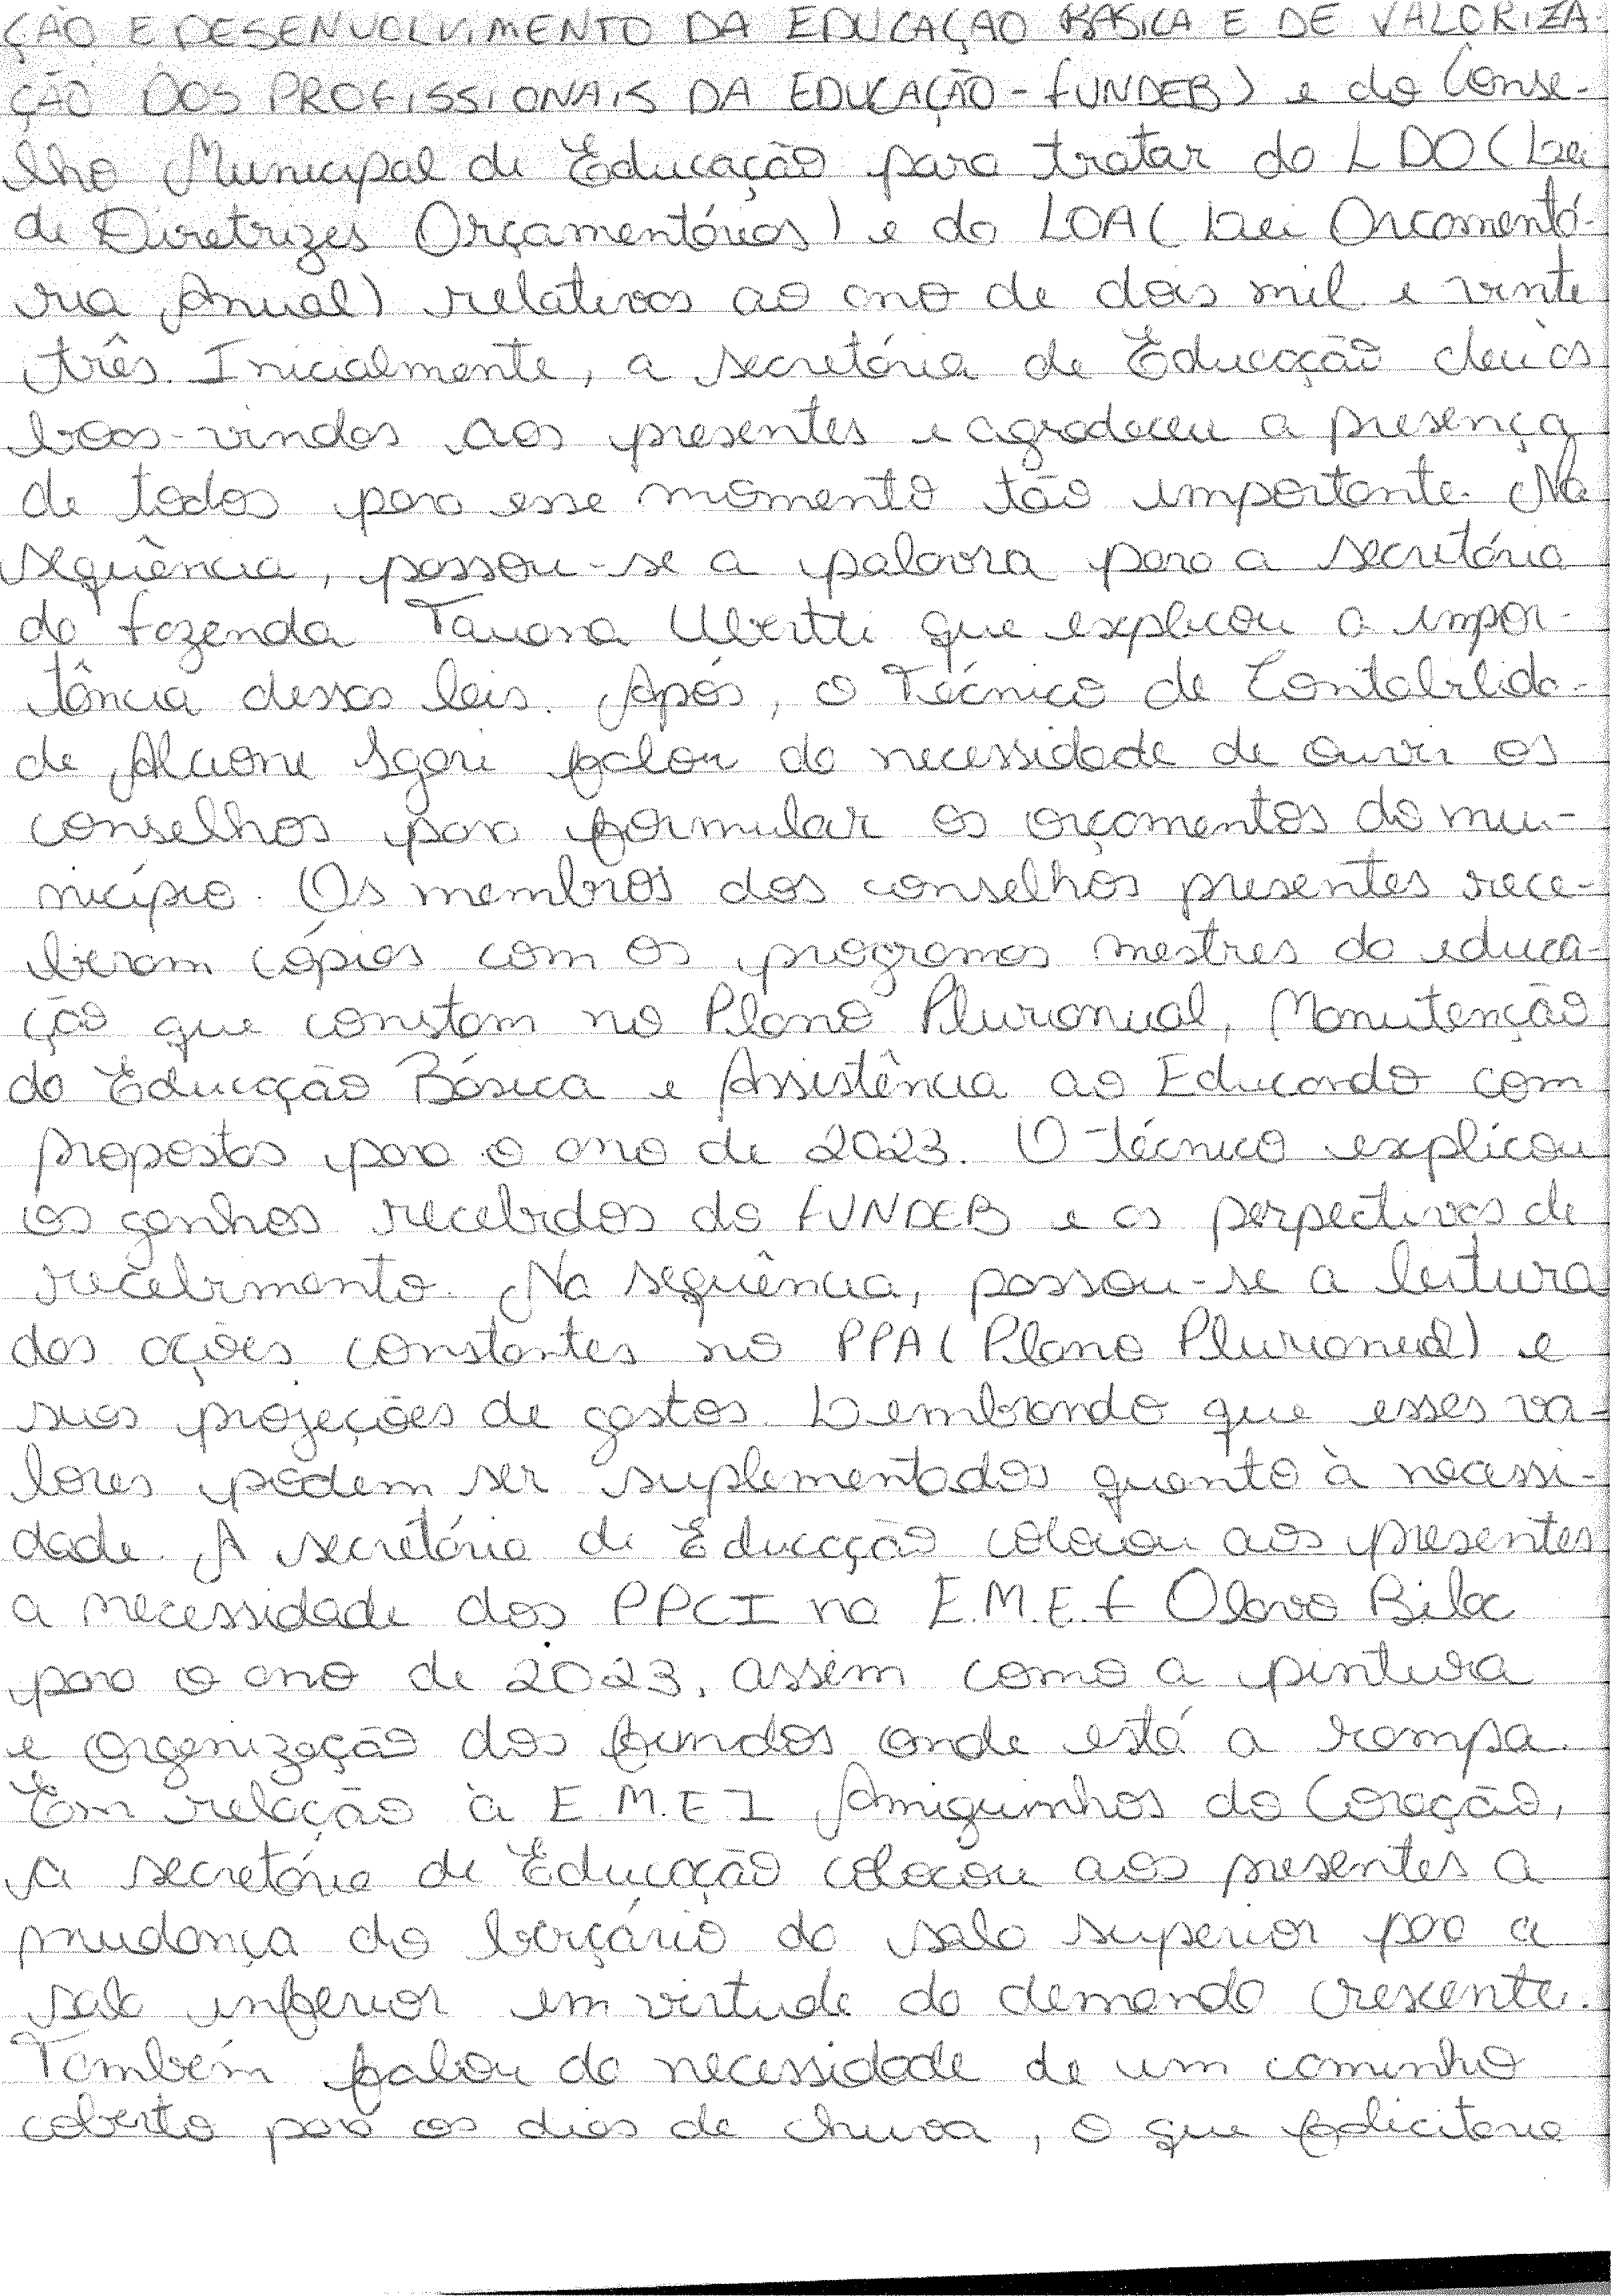 ÇÃO E DESENVOLVIMENTO DA EDUCAÇÃO BÁSICA E DE VALORIZA-
ÇÃO DOS PROFISSIONAIS DA EDUCAÇÃO - FUNDEB) e do Conse-
lho Municipal de Educação para tratar da LDO (Lei
de Diretrizes Orçamentárias) e da LOA (Lei Orcamentá-
ria Anual) relativas ao ano de dois mil e vinte
três. Inicialmente, a secretária de Educação deu as
boas-vindas aos presentes e agradeceu a presença
de todos para esse momento tão importante. Na
sequência, passou-se a palavra para a secretária
da fazenda Tauana Ubertti que explicou a impor-
tância dessas leis. Após, o Técnico de Contabilida-
de Alcione Sgari falou da necessidade de ouvir os
conselhos para formular os orçamentos do mu-
nicípio. Os membros dos conselhos presentes rece-
beram cópias com os programas mestres da educa-
ção que constam no Plano Plurianual, Manutenção
da Educação Básica e Assistência ao Educando com
propostas para o ano de 2023. O técnico explicou
os ganhos recebidos do FUNDEB e as perpectivas de
recebimento. Na sequência, passou-se a leitura
das ações constantes no PPA (Plano Plurianual) e
suas projeções de gastos. Lembrando que esses va-
lores podem ser suplementados quanto à necessi-
dade. A secretária de Educação colocou aos presentes
a necessidade dos PPCI na E.M.E.F Olavo Bilac
para o ano de 2023, assim como a pintura
e organização dos fundos onde está a rampa.
Em relação à E.M.E.I Amiguinhos do Coração,
a secretária de Educação colocou aos presentes a
mudança do berçário da sala superior para a
sala inferior em virtude da demanda crescente.
Também falou da necessidade de um caminho
coberto para os dias de chuva, o que facilitaria